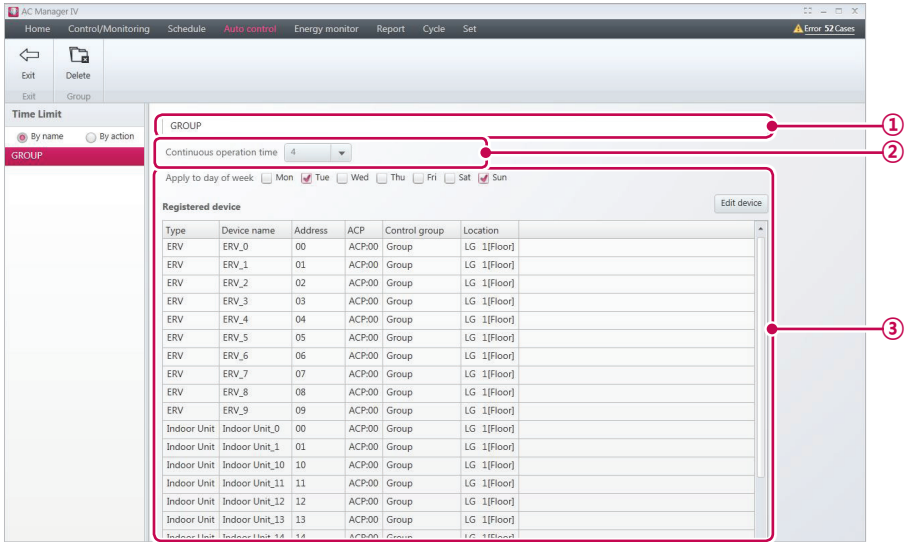 AC Manager IV
Home Control/Monitoring Schedule Auto control Energy monitor Report Cycle Set Error 52 Cases
Exit Delete
Exit Group
Time Limit
By name By action
GROUP
GROUP ①
Continuous operation time 4 ②
Apply to day of week Mon Tue Wed Thu Fri Sat Sun
Registered device Edit device
Type Device name Address ACP Control group Location
ERV ERV_0 00 ACP:00 Group LG 1[Floor]
ERV ERV_1 01 ACP:00 Group LG 1[Floor]
ERV ERV_2 02 ACP:00 Group LG 1[Floor]
ERV ERV_3 03 ACP:00 Group LG 1[Floor]
ERV ERV_4 04 ACP:00 Group LG 1[Floor]
③
ERV ERV_5 05 ACP:00 Group LG 1[Floor]
ERV ERV_6 06 ACP:00 Group LG 1[Floor]
ERV ERV_7 07 ACP:00 Group LG 1[Floor]
ERV ERV_8 08 ACP:00 Group LG 1[Floor]
ERV ERV_9 09 ACP:00 Group LG 1[Floor]
Indoor Unit Indoor Unit_0 00 ACP:00 Group LG 1[Floor]
Indoor Unit Indoor Unit_1 01 ACP:00 Group LG 1[Floor]
Indoor Unit Indoor Unit_10 10 ACP:00 Group LG 1[Floor]
Indoor Unit Indoor Unit_11 11 ACP:00 Group LG 1[Floor]
Indoor Unit Indoor Unit_12 12 ACP:00 Group LG 1[Floor]
Indoor Unit Indoor Unit_13 13 ACP:00 Group LG 1[Floor]
Indoor Unit Indoor Unit_14 14 ACP:00 Group LG 1[Floor]